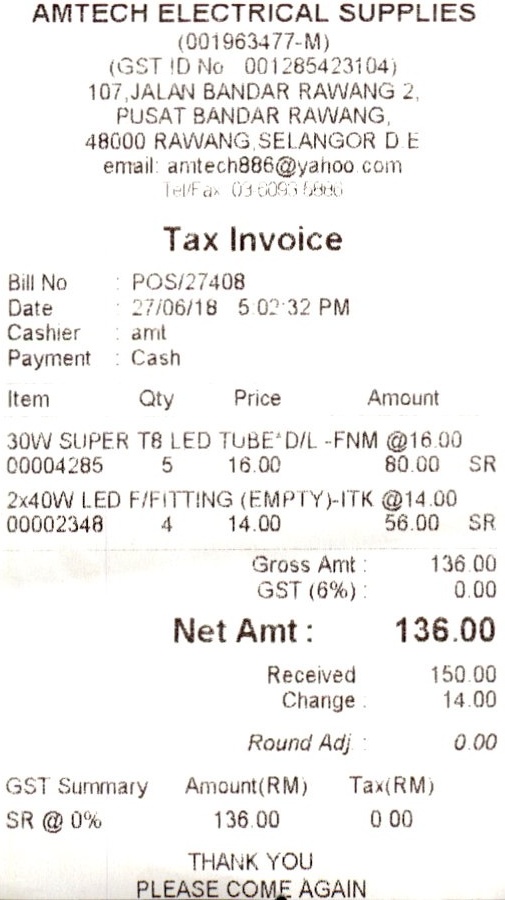 AMTECH ELECTRICAL SUPPLIES
(001963477-M)
(GST ID No 001285423104)
107,JALAN BANDAR RAWANG 2,
PUSAT BANDAR RAWANG,
48000 RAWANG,SELANGOR D.E
email: amtech886@yahoo.com
Tel/Fax 03 6093
Tax Invoice
Bill No : POS/27408
Date : 27/06/18 5:02:32 PM
Cashier : amt
Payment : Cash
Item Qty Price Amount
30W SUPER T8 LED TUBE*D/L -FNM @16.00
00004285 5 16.00 80.00 SR
2x40W LED F/FITTING (EMPTY)-ITK @14.00
00002348 4 14.00 56.00 SR
Gross Amt : 136.00
GST (6%) : 0.00
Net Amt : 136.00
Received 150.00
Change : 14.00
Round Adj. : 0.00
GST Summary Amount(RM) Tax(RM)
SR @ 0% 136.00 0.00
THANK YOU
PLEASE COME AGAIN